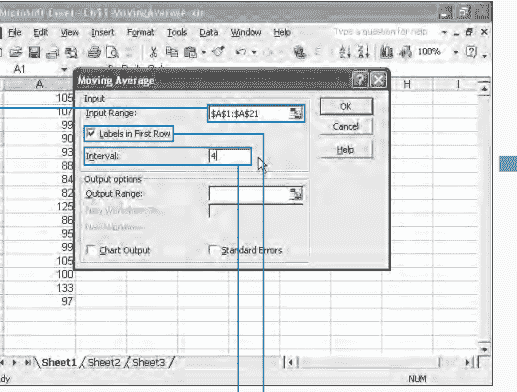 Microsoft Excel - Ch511 MovingAverage.xls
File Edit View Insert Format Tools Data Window Help Type a question for help
100%
A1
Moving Average
A H I
Input
Input Range: $A$1:$A$21 OK
Labels in First Row Cancel
Interval: 4 Help
Output options
Output Range:
New Workbook
Chart Output Standard Errors
105
107
99
90
93
86
84
82
125
88
95
99
105
100
133
97
Sheet1 / Sheet2 / Sheet3 /
NUM